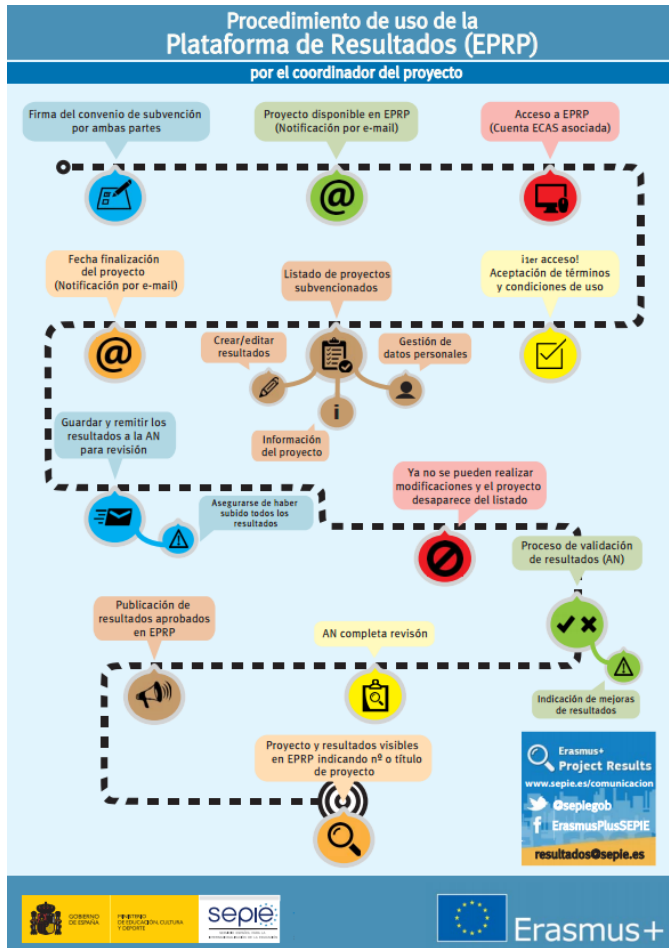 Procedimiento de uso de la
Plataforma de Resultados (EPRP)
por el coordinador del proyecto
Firma del convenio de subvención
por ambas partes
Proyecto disponible en EPRP
(Notificación por e-mail)
Acceso a EPRP
(Cuenta ECAS asociada)
@
Fecha finalización
del proyecto
(Notificación por e-mail)
Listado de proyectos
subvencionados
¡1er acceso!
Aceptación de términos
y condiciones de uso
@
Crear/editar
resultados
Gestión de
datos personales
i
Información
del proyecto
Guardar y remitir los
resultados a la AN
para revisión
Asegurarse de haber
subido todos los
resultados
Ya no se pueden realizar
modificaciones y el proyecto
desaparece del listado
Proceso de validación
de resultados (AN)
Publicación de
resultados aprobados
en EPRP
AN completa revisón
Indicación de mejoras
de resultados
Proyecto y resultados visibles
en EPRP indicando nº o título
de proyecto
Erasmus+
Project Results
www.sepie.es/comunicacion
@sepiegob
f ErasmusPlusSEPIE
resultados@sepie.es
GOBIERNO
DE ESPAÑA
MINISTERIO
DE EDUCACIÓN, CULTURA
Y DEPORTE
sepie
Erasmus+